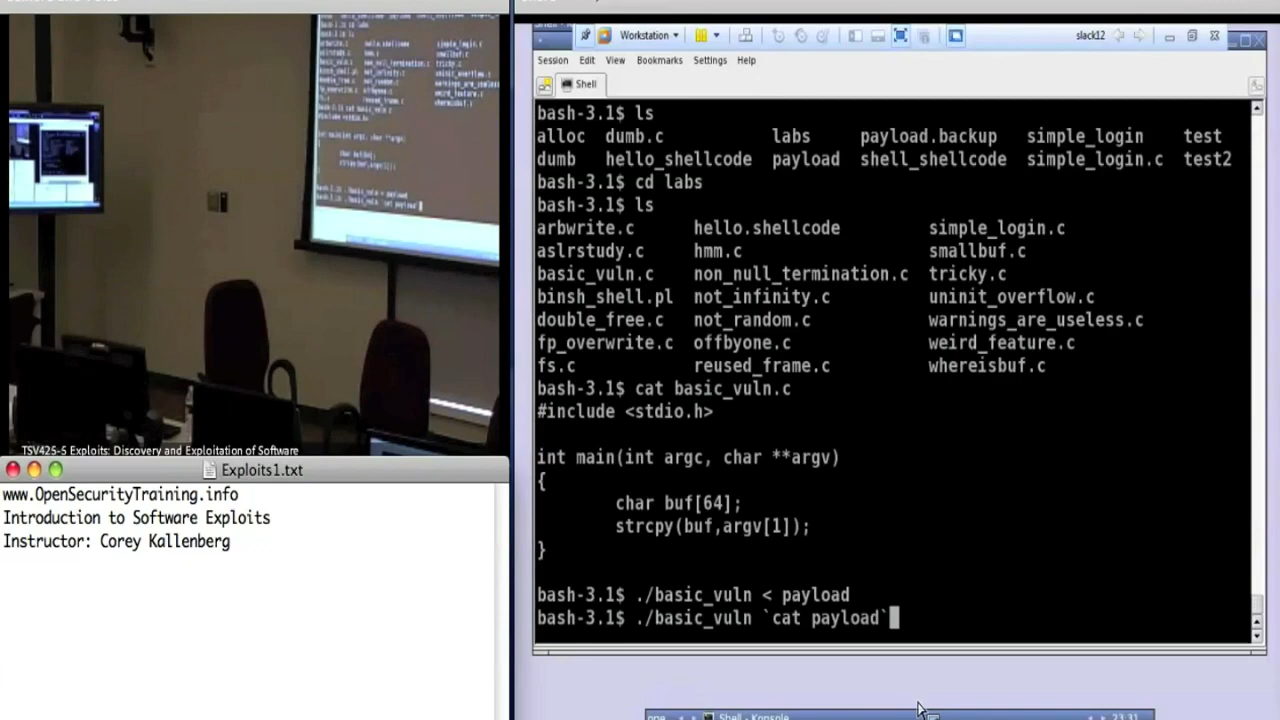 TSV425-S Exploits: Discovery and Exploitation of Software
Exploits1.txt
www.OpenSecurityTraining.info
Introduction to Software Exploits
Instructor: Corey Kallenberg
Workstation
slack12
Session Edit View Bookmarks Settings Help
Shell
bash-3.1$ ls
alloc dumb.c labs payload.backup simple_login test
dumb hello_shellcode payload shell_shellcode simple_login.c test2
bash-3.1$ cd labs
bash-3.1$ ls
arbwrite.c hello.shellcode simple_login.c
aslrstudy.c hmm.c smallbuf.c
basic_vuln.c non_null_termination.c tricky.c
binsh_shell.pl not_infinity.c uninit_overflow.c
double_free.c not_random.c warnings_are_useless.c
fp_overwrite.c offbyone.c weird_feature.c
fs.c reused_frame.c whereisbuf.c
bash-3.1$ cat basic_vuln.c
#include <stdio.h>
int main(int argc, char **argv)
{
char buf[64];
strcpy(buf,argv[1]);
}
bash-3.1$ ./basic_vuln < payload
bash-3.1$ ./basic_vuln `cat payload`
Shell - Konsole
23:31